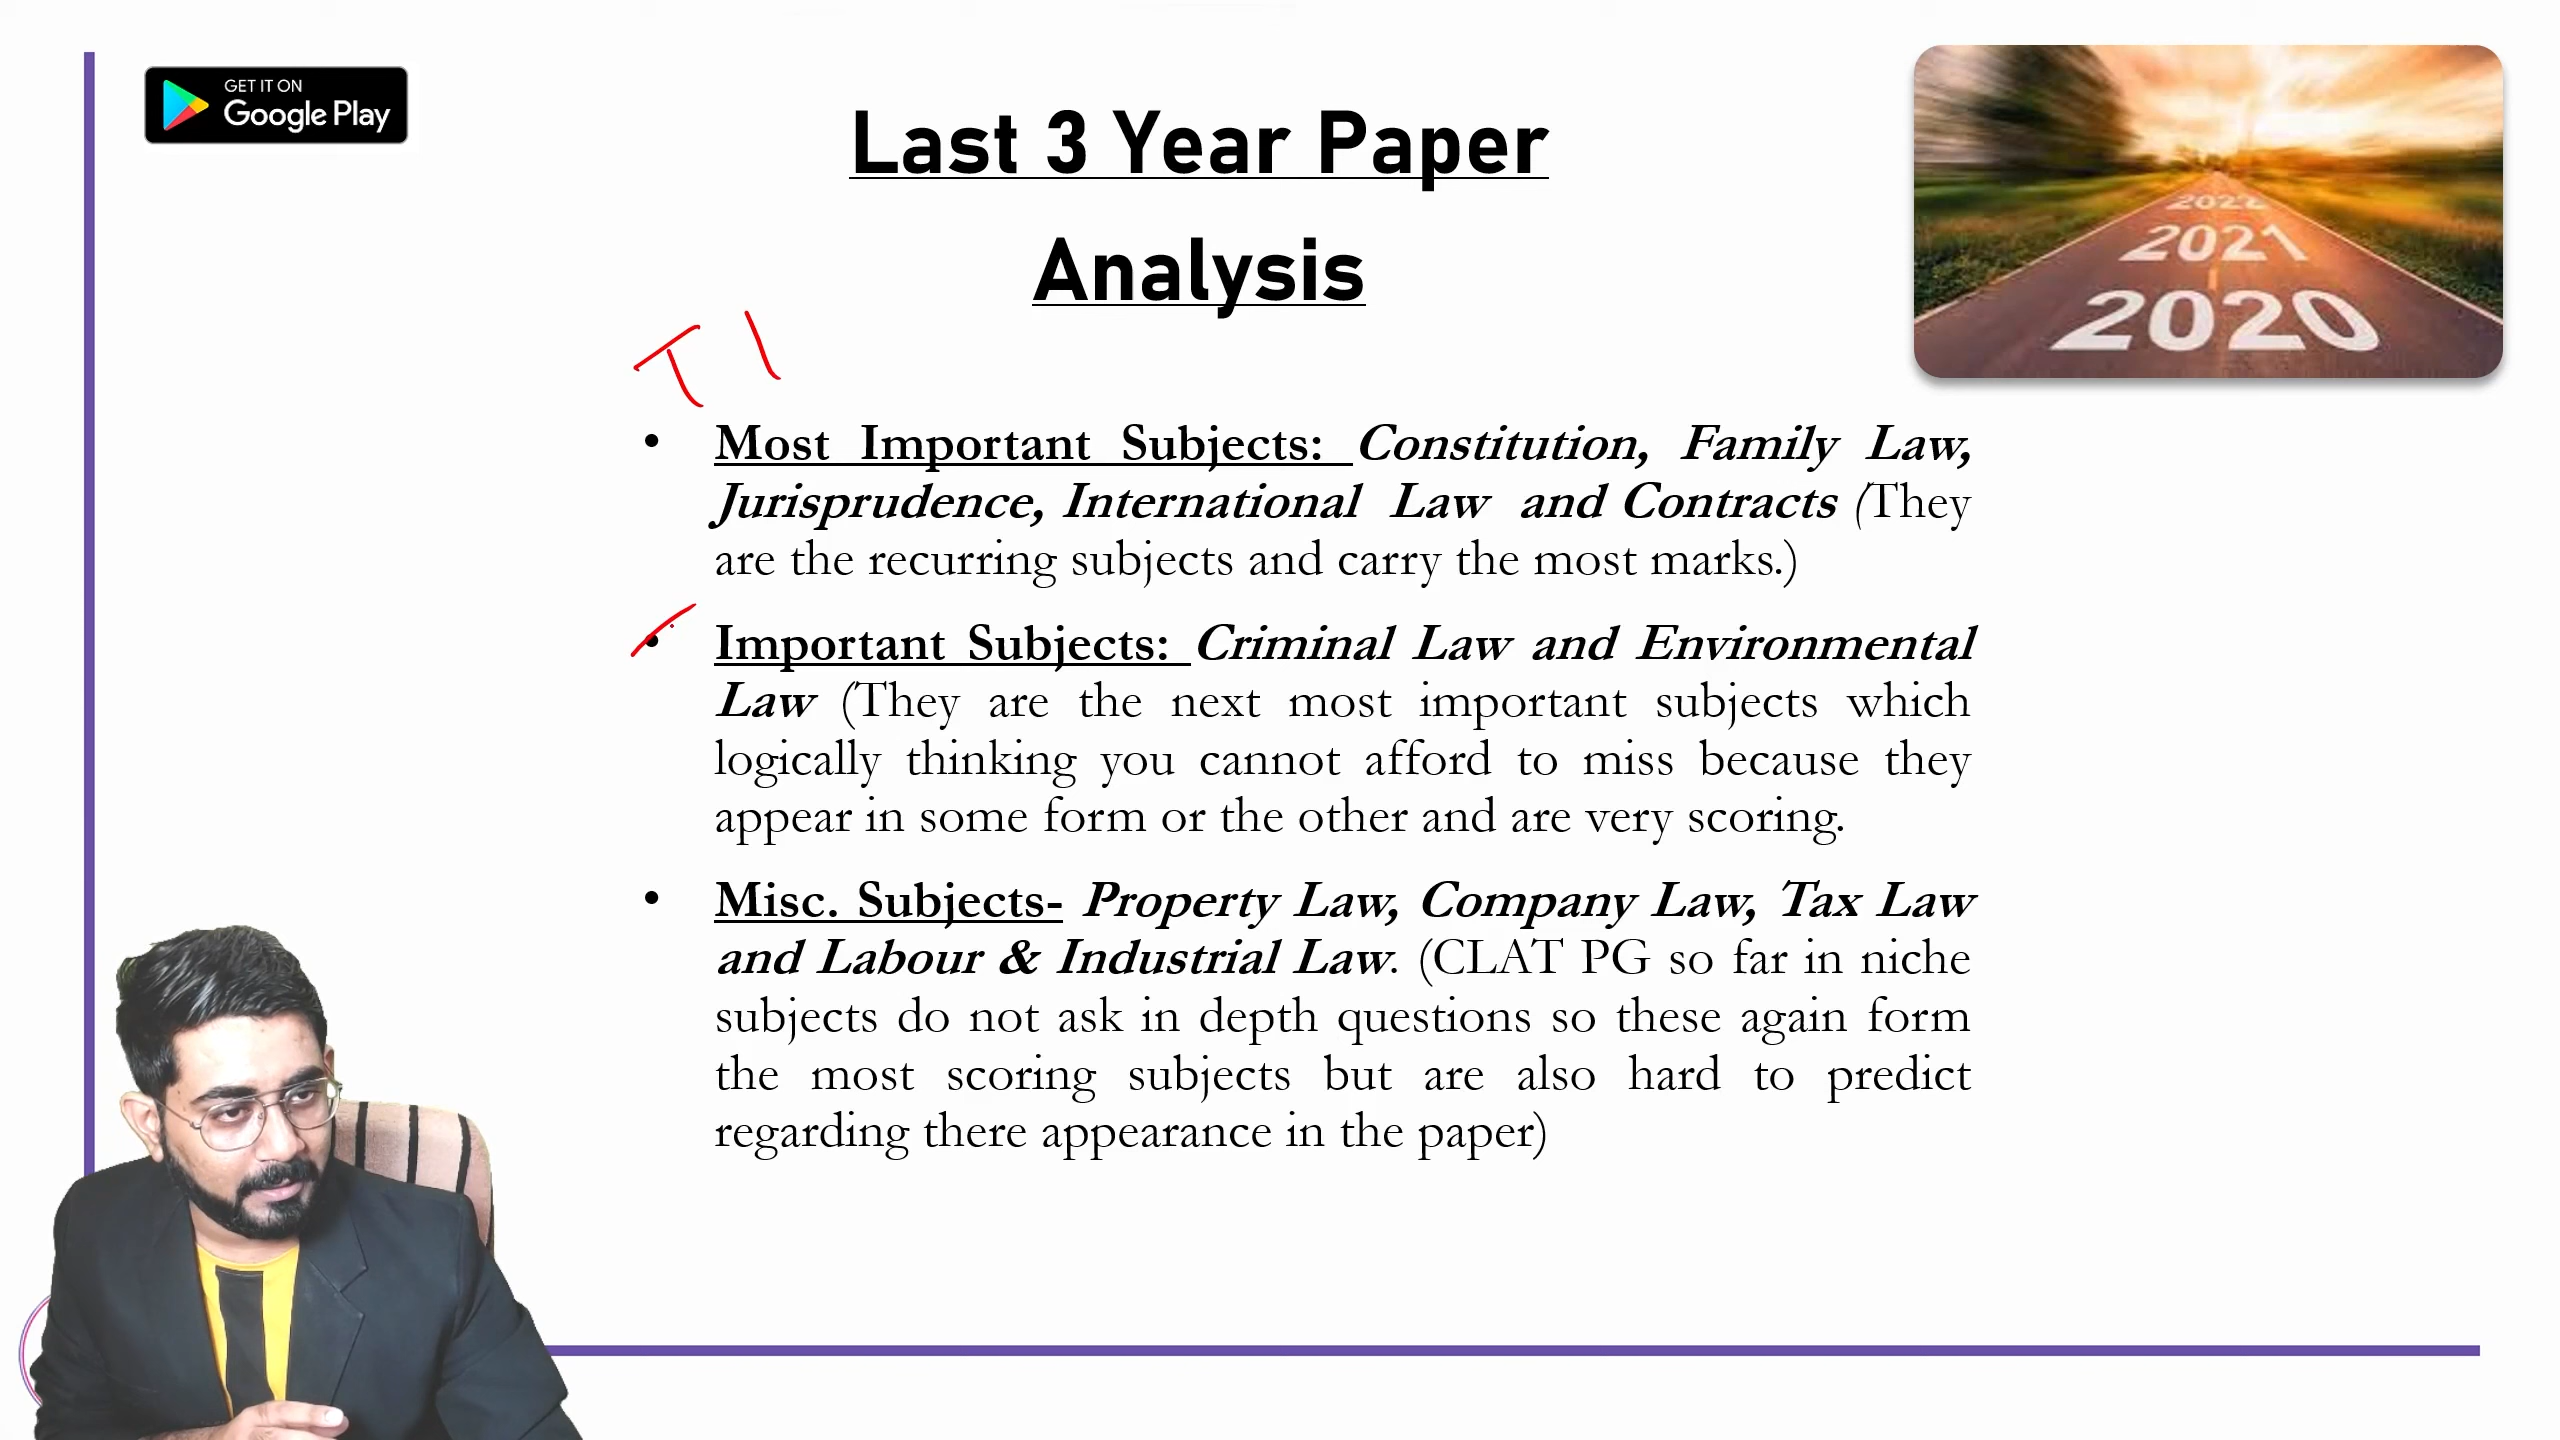 GET IT ON
Google Play
Last 3 Year Paper
Analysis
2022
2021
2020
T 1
• Most Important Subjects: Constitution, Family Law,
Jurisprudence, International Law and Contracts (They
are the recurring subjects and carry the most marks.)
• Important Subjects: Criminal Law and Environmental
Law (They are the next most important subjects which
logically thinking you cannot afford to miss because they
appear in some form or the other and are very scoring.
• Misc. Subjects- Property Law, Company Law, Tax Law
and Labour & Industrial Law. (CLAT PG so far in niche
subjects do not ask in depth questions so these again form
the most scoring subjects but are also hard to predict
regarding there appearance in the paper)